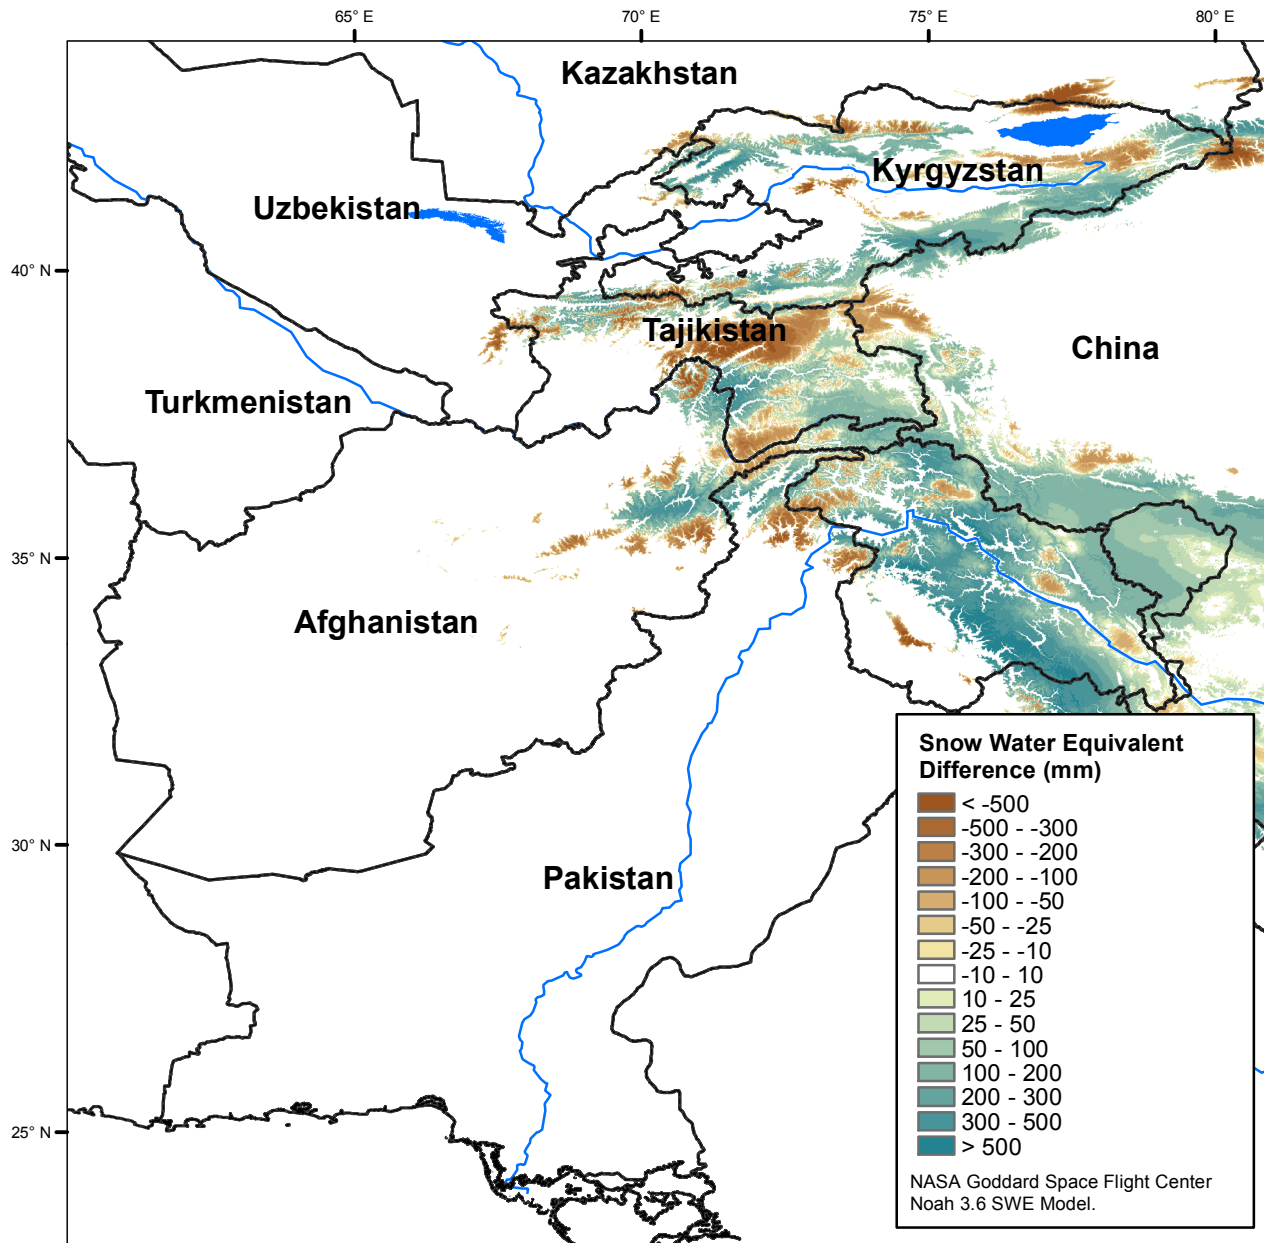 65° E 70° E 75° E 80° E
Kazakhstan
Kyrgyzstan
Uzbekistan
40° N
Tajikistan
China
Turkmenistan
35° N
Afghanistan
Snow Water Equivalent
Difference (mm)
< -500
-500 - -300
-300 - -200
-200 - -100
-100 - -50
-50 - -25
-25 - -10
-10 - 10
10 - 25
25 - 50
50 - 100
100 - 200
200 - 300
300 - 500
> 500
NASA Goddard Space Flight Center
Noah 3.6 SWE Model.
30° N
Pakistan
25° N